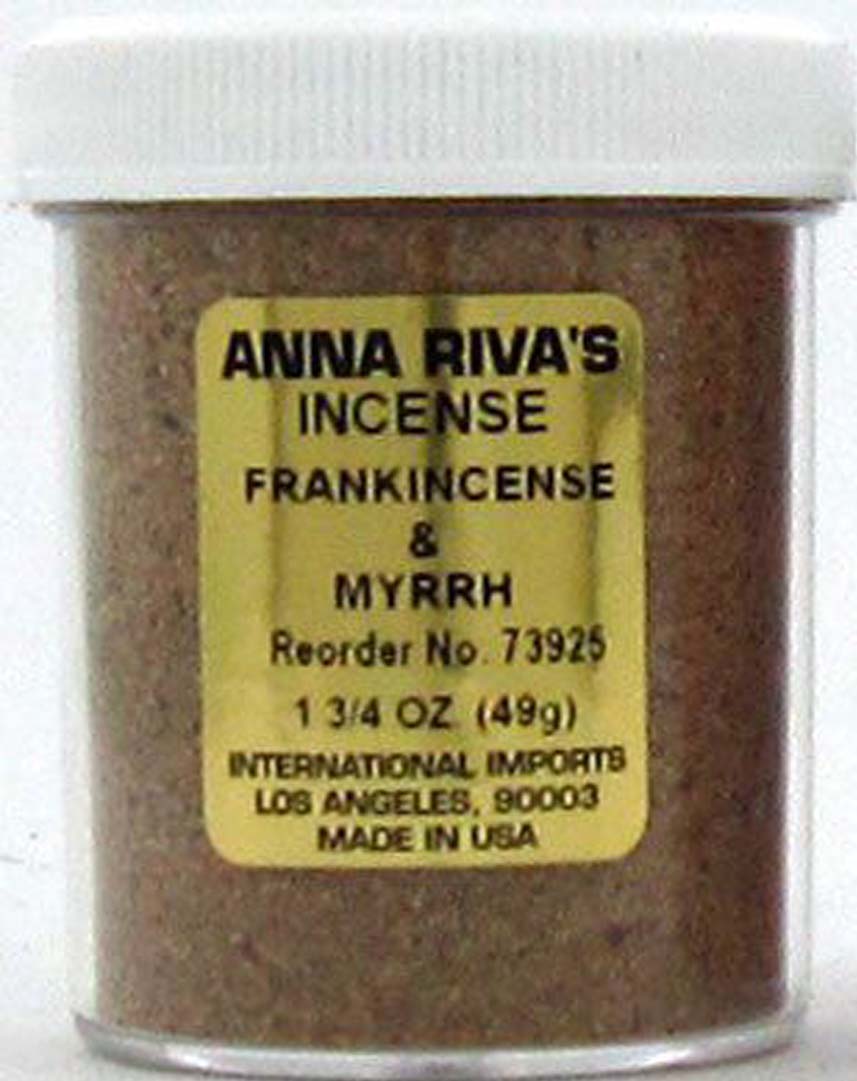 ANNA RIVA'S
INCENSE
FRANKINCENSE
&
MYRRH
Reorder No. 73925
1 3/4 OZ (49g)
INTERNATIONAL IMPORTS
LOS ANGELES, 90003
MADE IN USA